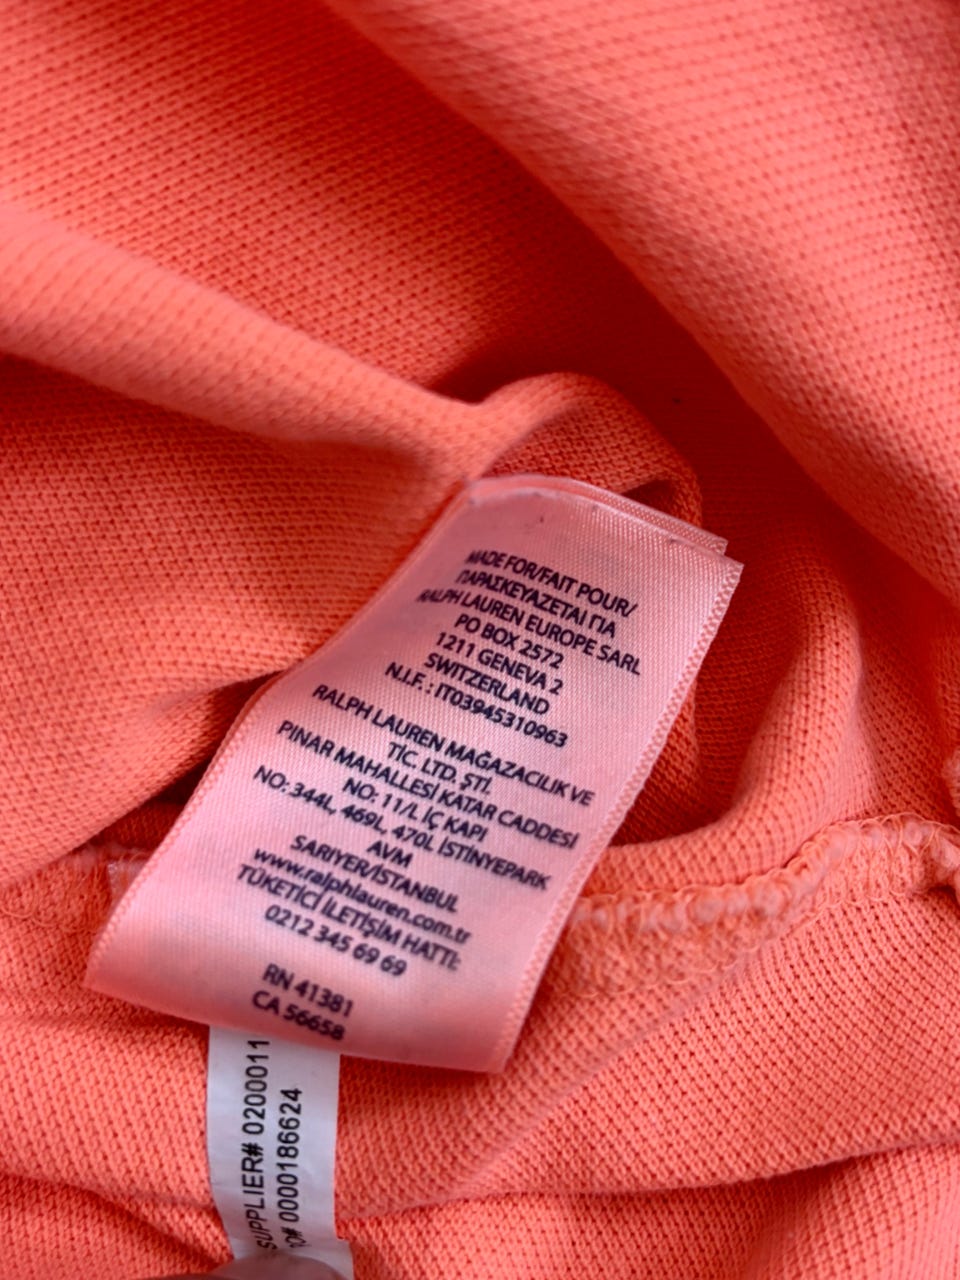 MADE FOR/FAIT POUR/
ΠΑΡΑΣΚΕΥΑΖΕΤΑΙ ΓΙΑ
RALPH LAUREN EUROPE SARL
PO BOX 2572
1211 GENEVA 2
SWITZERLAND
N.I.F. : IT03945310963
RALPH LAUREN MAĞAZACILIK VE
TİC. LTD. ŞTİ.
PINAR MAHALLESİ KATAR CADDESİ
NO: 11/L İÇ KAPI
NO: 344L, 469L, 470L İSTİNYEPARK
AVM
SARIYER/İSTANBUL
www.ralphlauren.com.tr
TÜKETİCİ İLETİŞİM HATTI:
0212 345 69 69
RN 41381
CA 56658
SUPPLIER# 0200011
PO# 0000186624